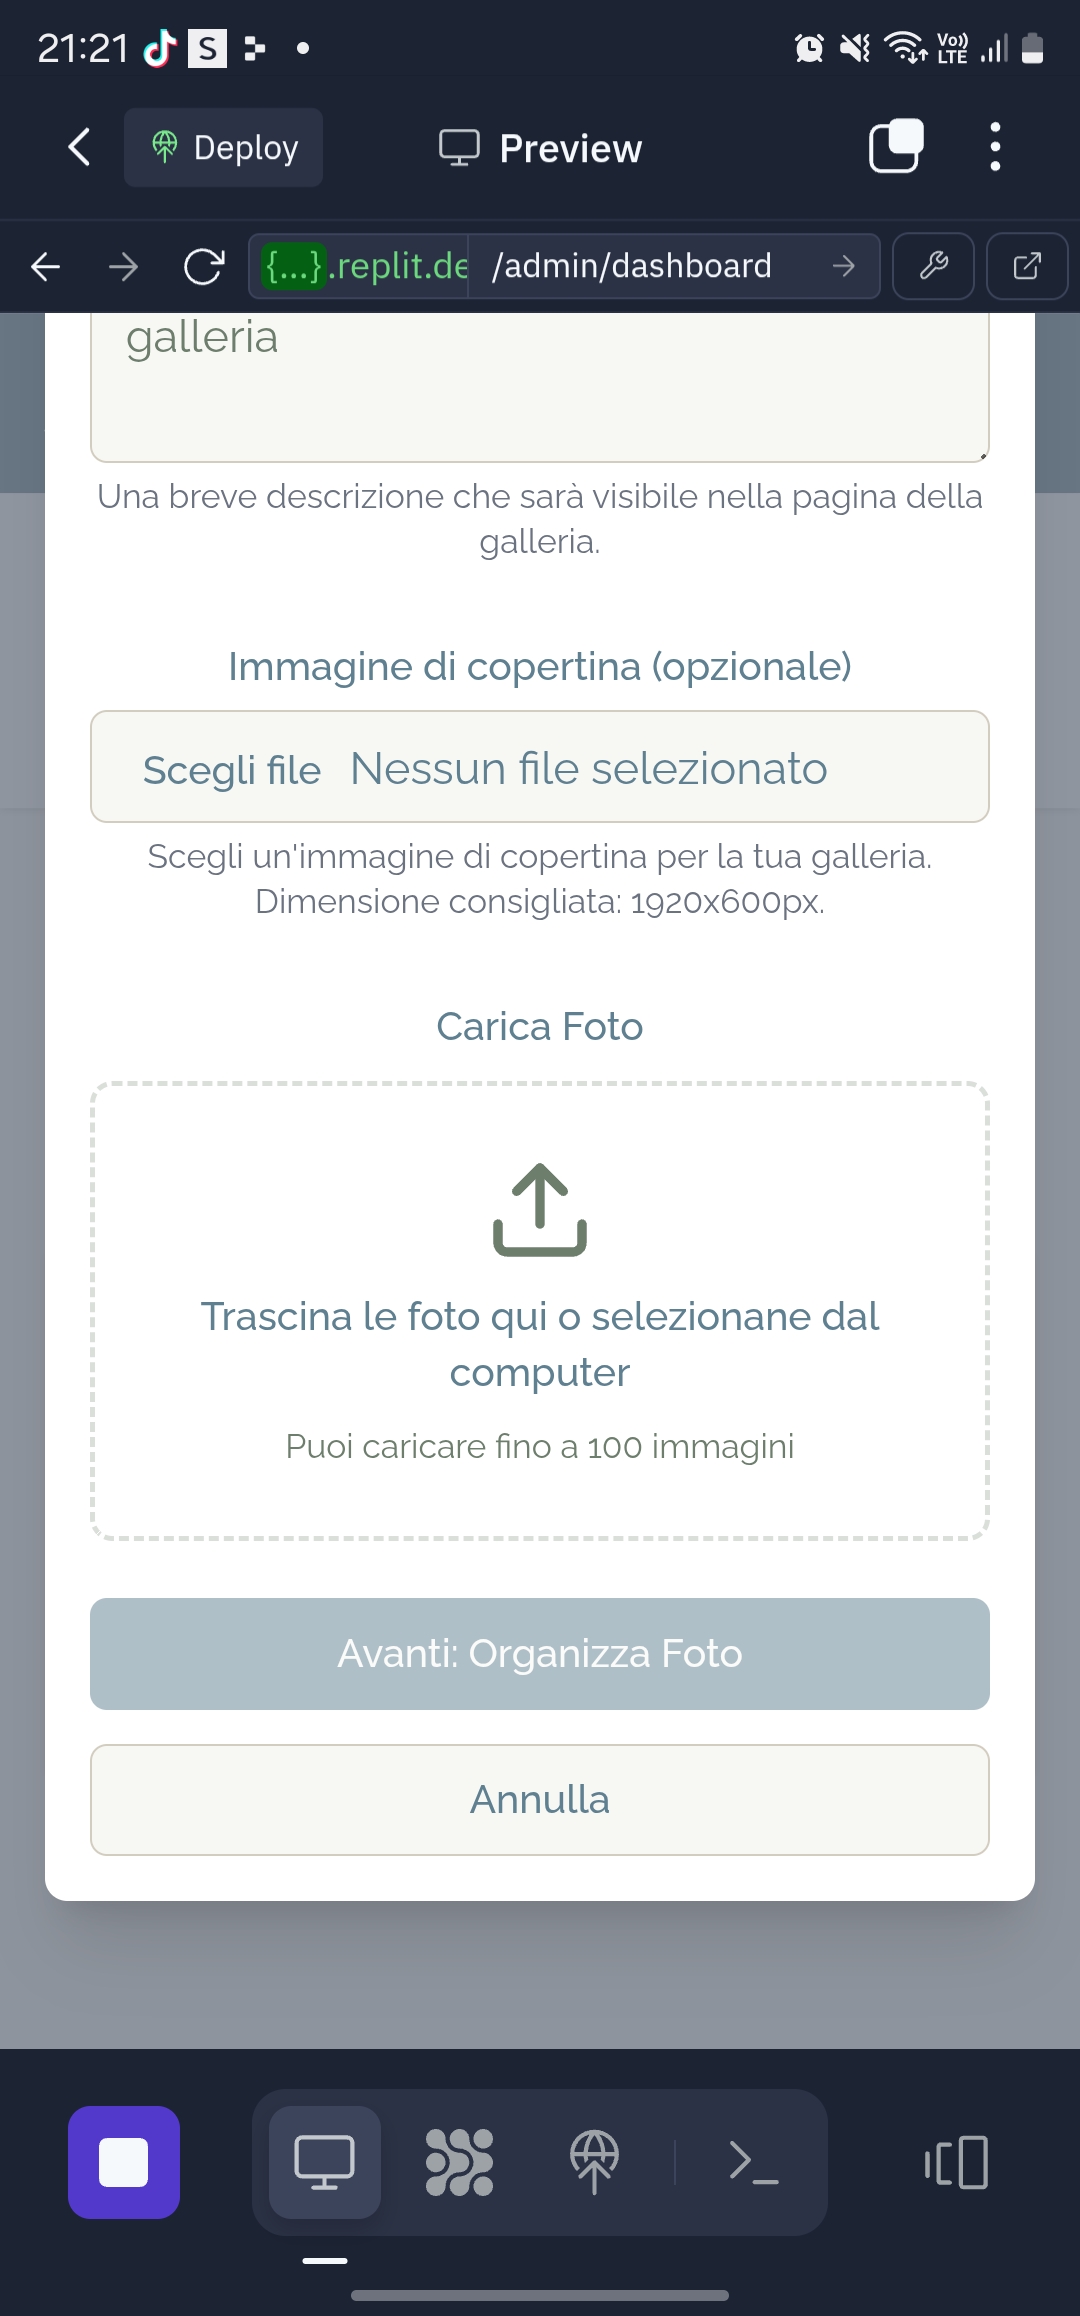 21:21
S
Vo))
LTE
Deploy
Preview
{...}.replit.de
/admin/dashboard
galleria
Una breve descrizione che sarà visibile nella pagina della
galleria.
Immagine di copertina (opzionale)
Scegli file Nessun file selezionato
Scegli un'immagine di copertina per la tua galleria.
Dimensione consigliata: 1920x600px.
Carica Foto
Trascina le foto qui o selezionane dal
computer
Puoi caricare fino a 100 immagini
Avanti: Organizza Foto
Annulla